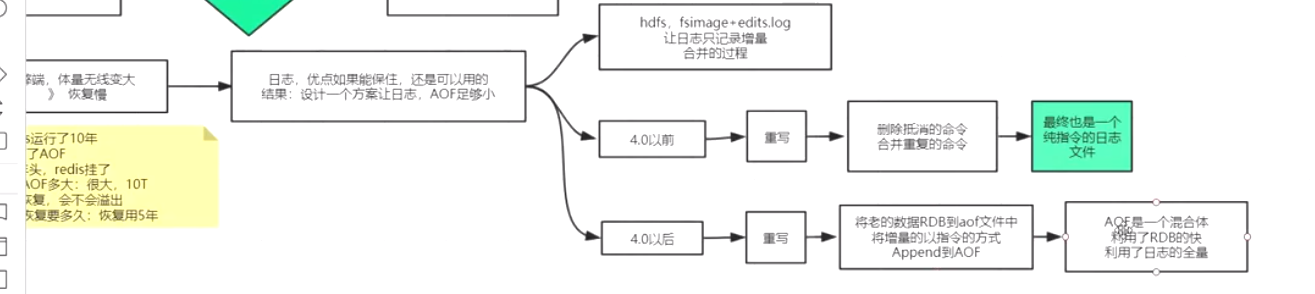 hdfs，fsimage+edits.log
让日志只记录增量
合并的过程
端，体量无线变大
》 恢复慢
日志，优点如果能保住，还是可以用的
结果：设计一个方案让日志，AOF足够小
s运行了10年
了AOF
头，redis挂了
AOF多大：很大，10T
恢复，会不会溢出
恢复要多久：恢复用5年
4.0以前
重写
删除抵消的命令
合并重复的命令
最终也是一个
纯指令的日志
文件
4.0以后
重写
将老的数据RDB到aof文件中
将增量的以指令的方式
Append到AOF
AOF是一个混合体
利用了RDB的快
利用了日志的全量